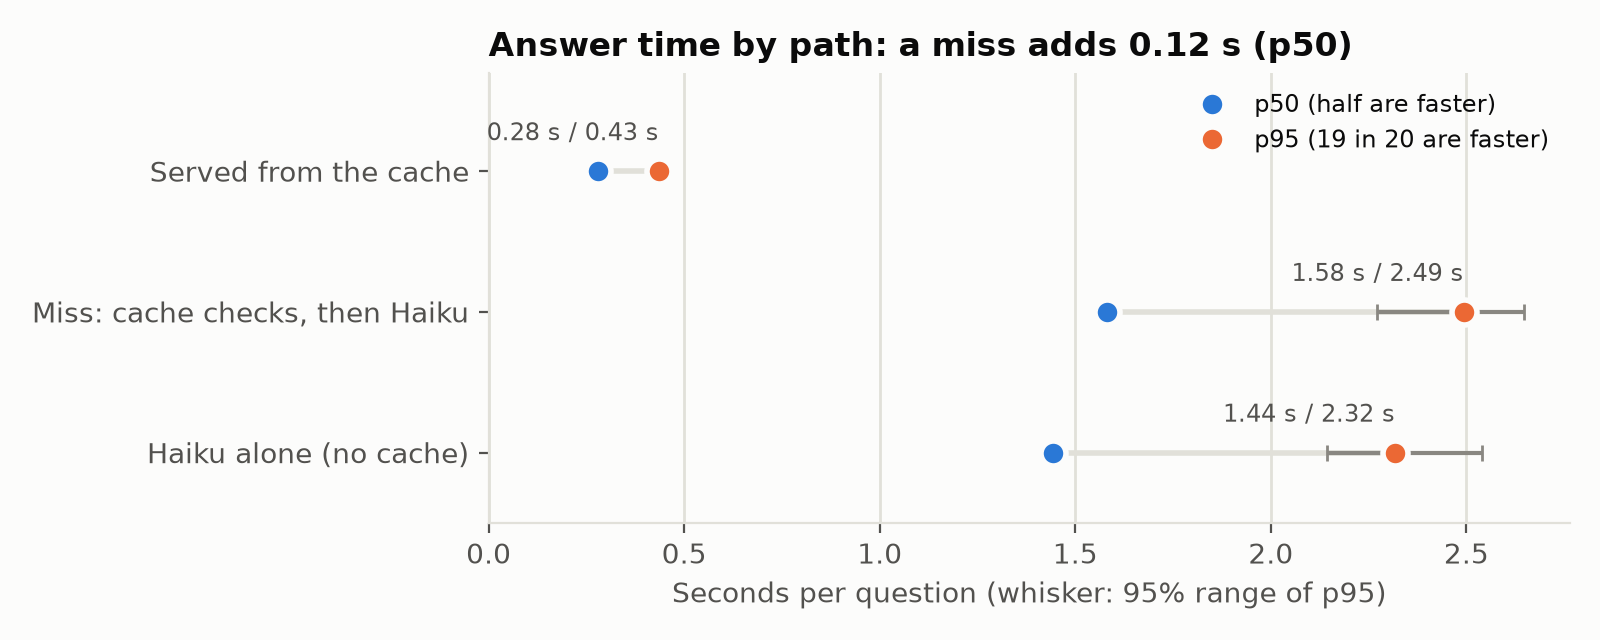 Answer time by path: a miss adds 0.12 s (p50)
p50 (half are faster)
p95 (19 in 20 are faster)
0.28 s / 0.43 s
Served from the cache
1.58 s / 2.49 s
Miss: cache checks, then Haiku
1.44 s / 2.32 s
Haiku alone (no cache)
0.0 0.5 1.0 1.5 2.0 2.5
Seconds per question (whisker: 95% range of p95)